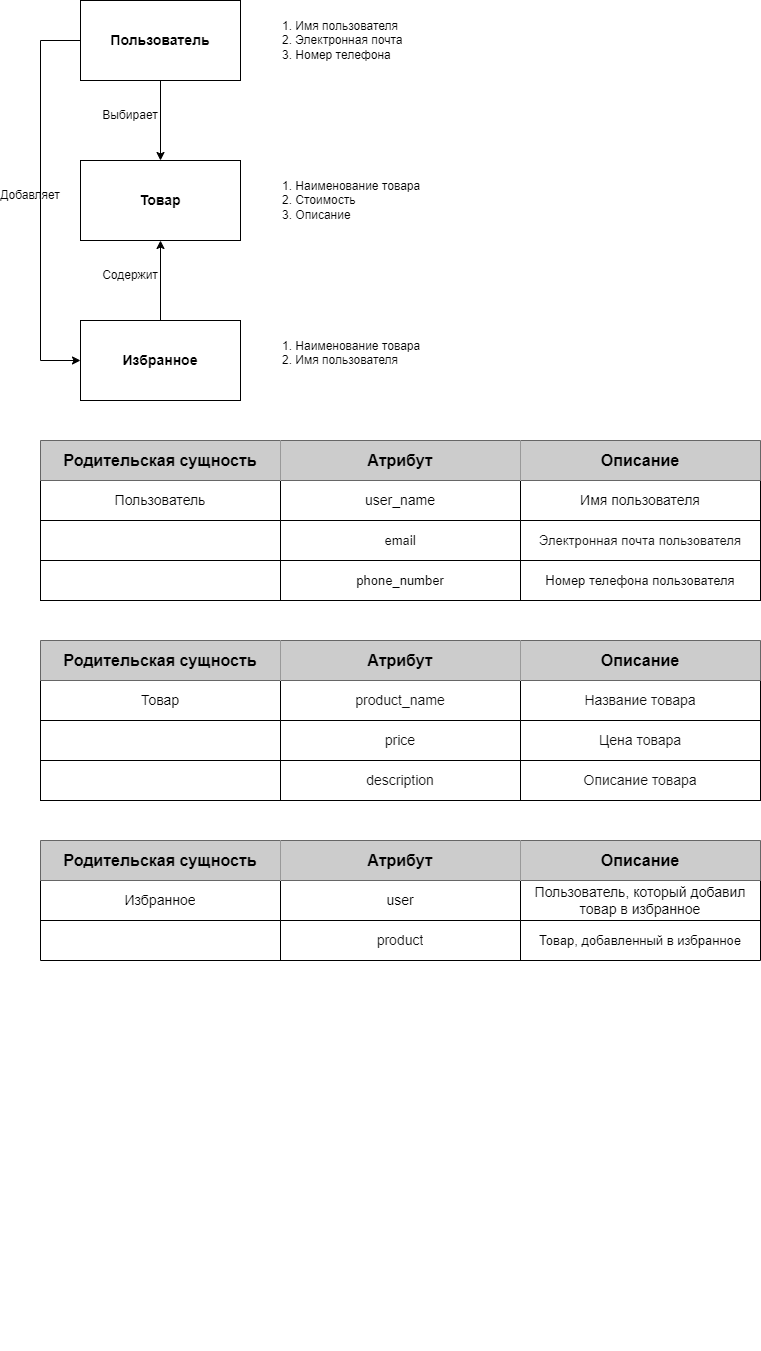 Пользователь
1. Имя пользователя
2. Электронная почта
3. Номер телефона
Выбирает
Добавляет
Товар
1. Наименование товара
2. Стоимость
3. Описание
Содержит
Избранное
1. Наименование товара
2. Имя пользователя
Родительская сущность Атрибут Описание
Пользователь user_name Имя пользователя
email Электронная почта пользователя
phone_number Номер телефона пользователя
Родительская сущность Атрибут Описание
Товар product_name Название товара
price Цена товара
description Описание товара
Родительская сущность Атрибут Описание
Избранное user Пользователь, который добавил
товар в избранное
product Товар, добавленный в избранное